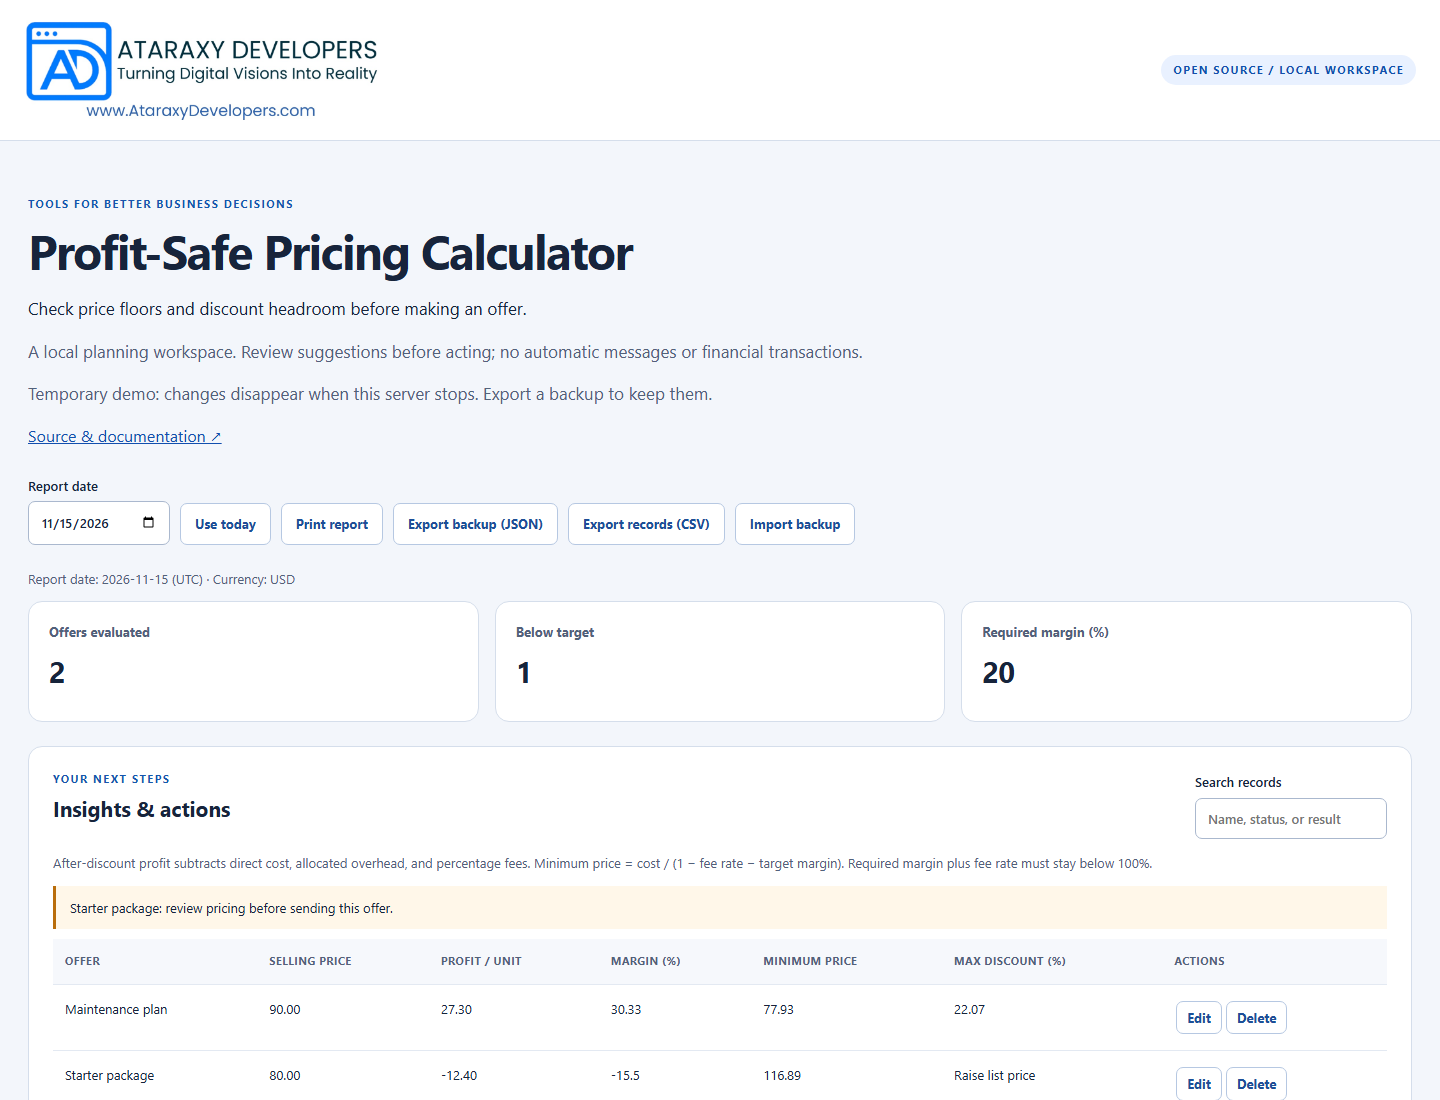 AD
ATARAXY DEVELOPERS
Turning Digital Visions Into Reality
www.AtaraxyDevelopers.com
OPEN SOURCE / LOCAL WORKSPACE
TOOLS FOR BETTER BUSINESS DECISIONS
Profit-Safe Pricing Calculator
Check price floors and discount headroom before making an offer.
A local planning workspace. Review suggestions before acting; no automatic messages or financial transactions.
Temporary demo: changes disappear when this server stops. Export a backup to keep them.
Source & documentation ↗
Report date
11/15/2026 Use today Print report Export backup (JSON) Export records (CSV) Import backup
Report date: 2026-11-15 (UTC) · Currency: USD
Offers evaluated Below target Required margin (%)
2 1 20
YOUR NEXT STEPS
Insights & actions
Search records
Name, status, or result
After-discount profit subtracts direct cost, allocated overhead, and percentage fees. Minimum price = cost / (1 − fee rate − target margin). Required margin plus fee rate must stay below 100%.
Starter package: review pricing before sending this offer.
OFFER SELLING PRICE PROFIT / UNIT MARGIN (%) MINIMUM PRICE MAX DISCOUNT (%) ACTIONS
Maintenance plan 90.00 27.30 30.33 77.93 22.07 Edit Delete
Starter package 80.00 -12.40 -15.5 116.89 Raise list price Edit Delete